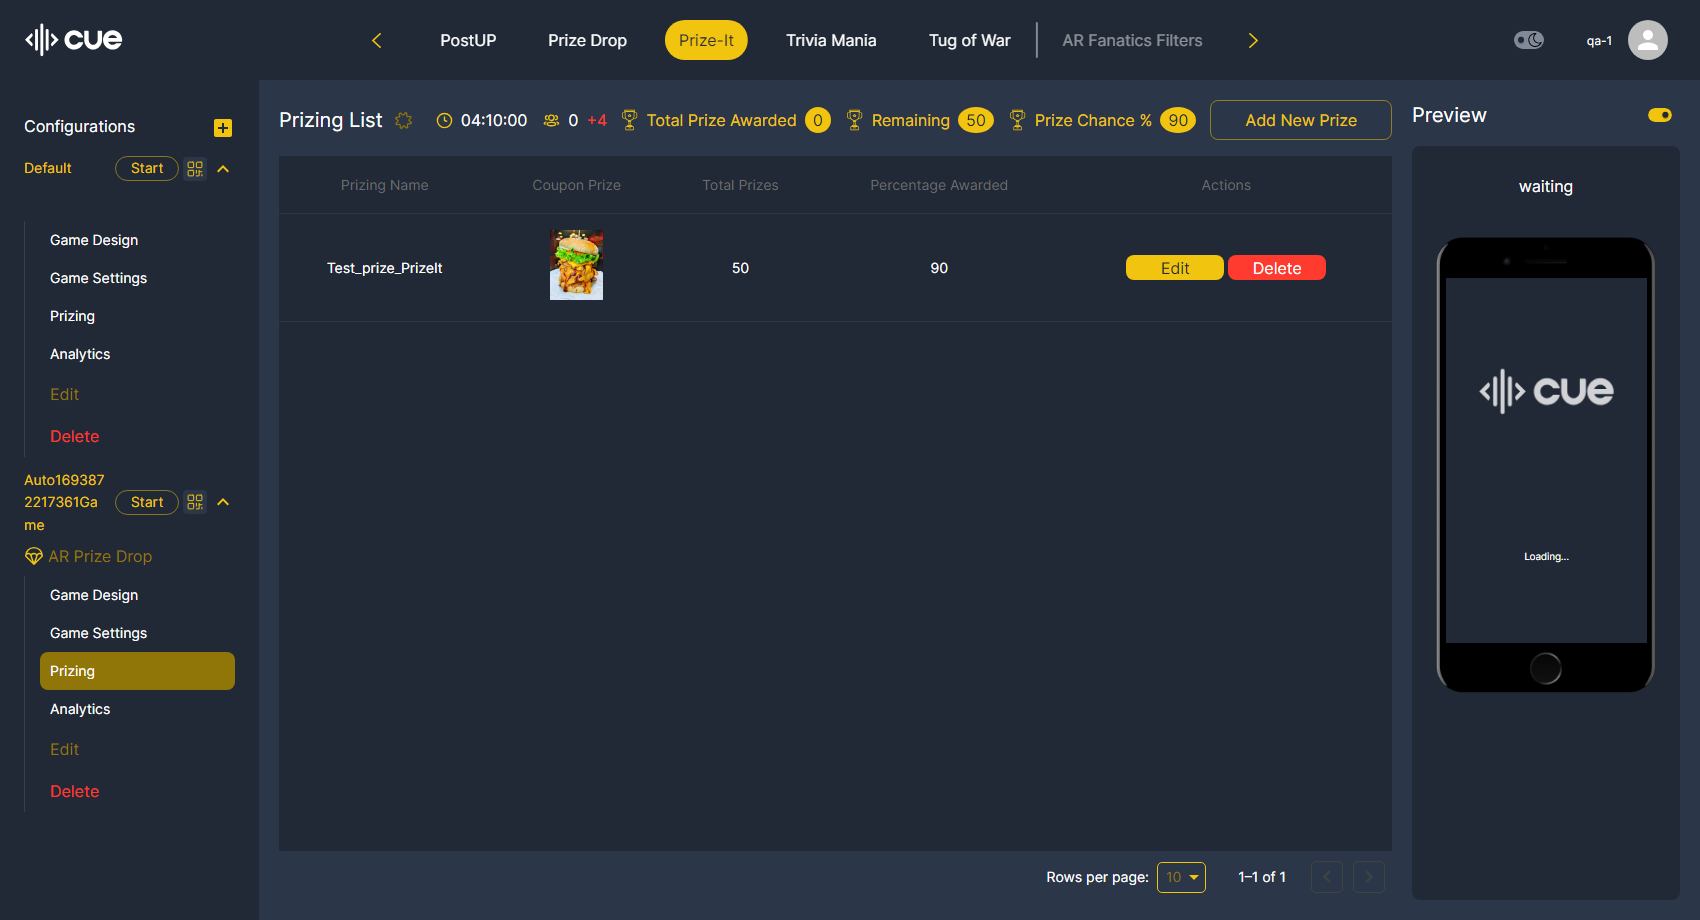 cue
PostUP
Prize Drop
Prize-It
Trivia Mania
Tug of War
AR Fanatics Filters
qa-1
Configurations
Default
Start
Game Design
Game Settings
Prizing
Analytics
Edit
Delete
Auto169387
2217361Ga
me
Start
AR Prize Drop
Game Design
Game Settings
Prizing
Analytics
Edit
Delete
Prizing List
04:10:00
0 +4
Total Prize Awarded 0
Remaining 50
Prize Chance % 90
Add New Prize
Prizing Name Coupon Prize Total Prizes Percentage Awarded Actions
Test_prize_PrizeIt 50 90 Edit Delete
Rows per page: 10 1–1 of 1
Preview
waiting
cue
Loading...